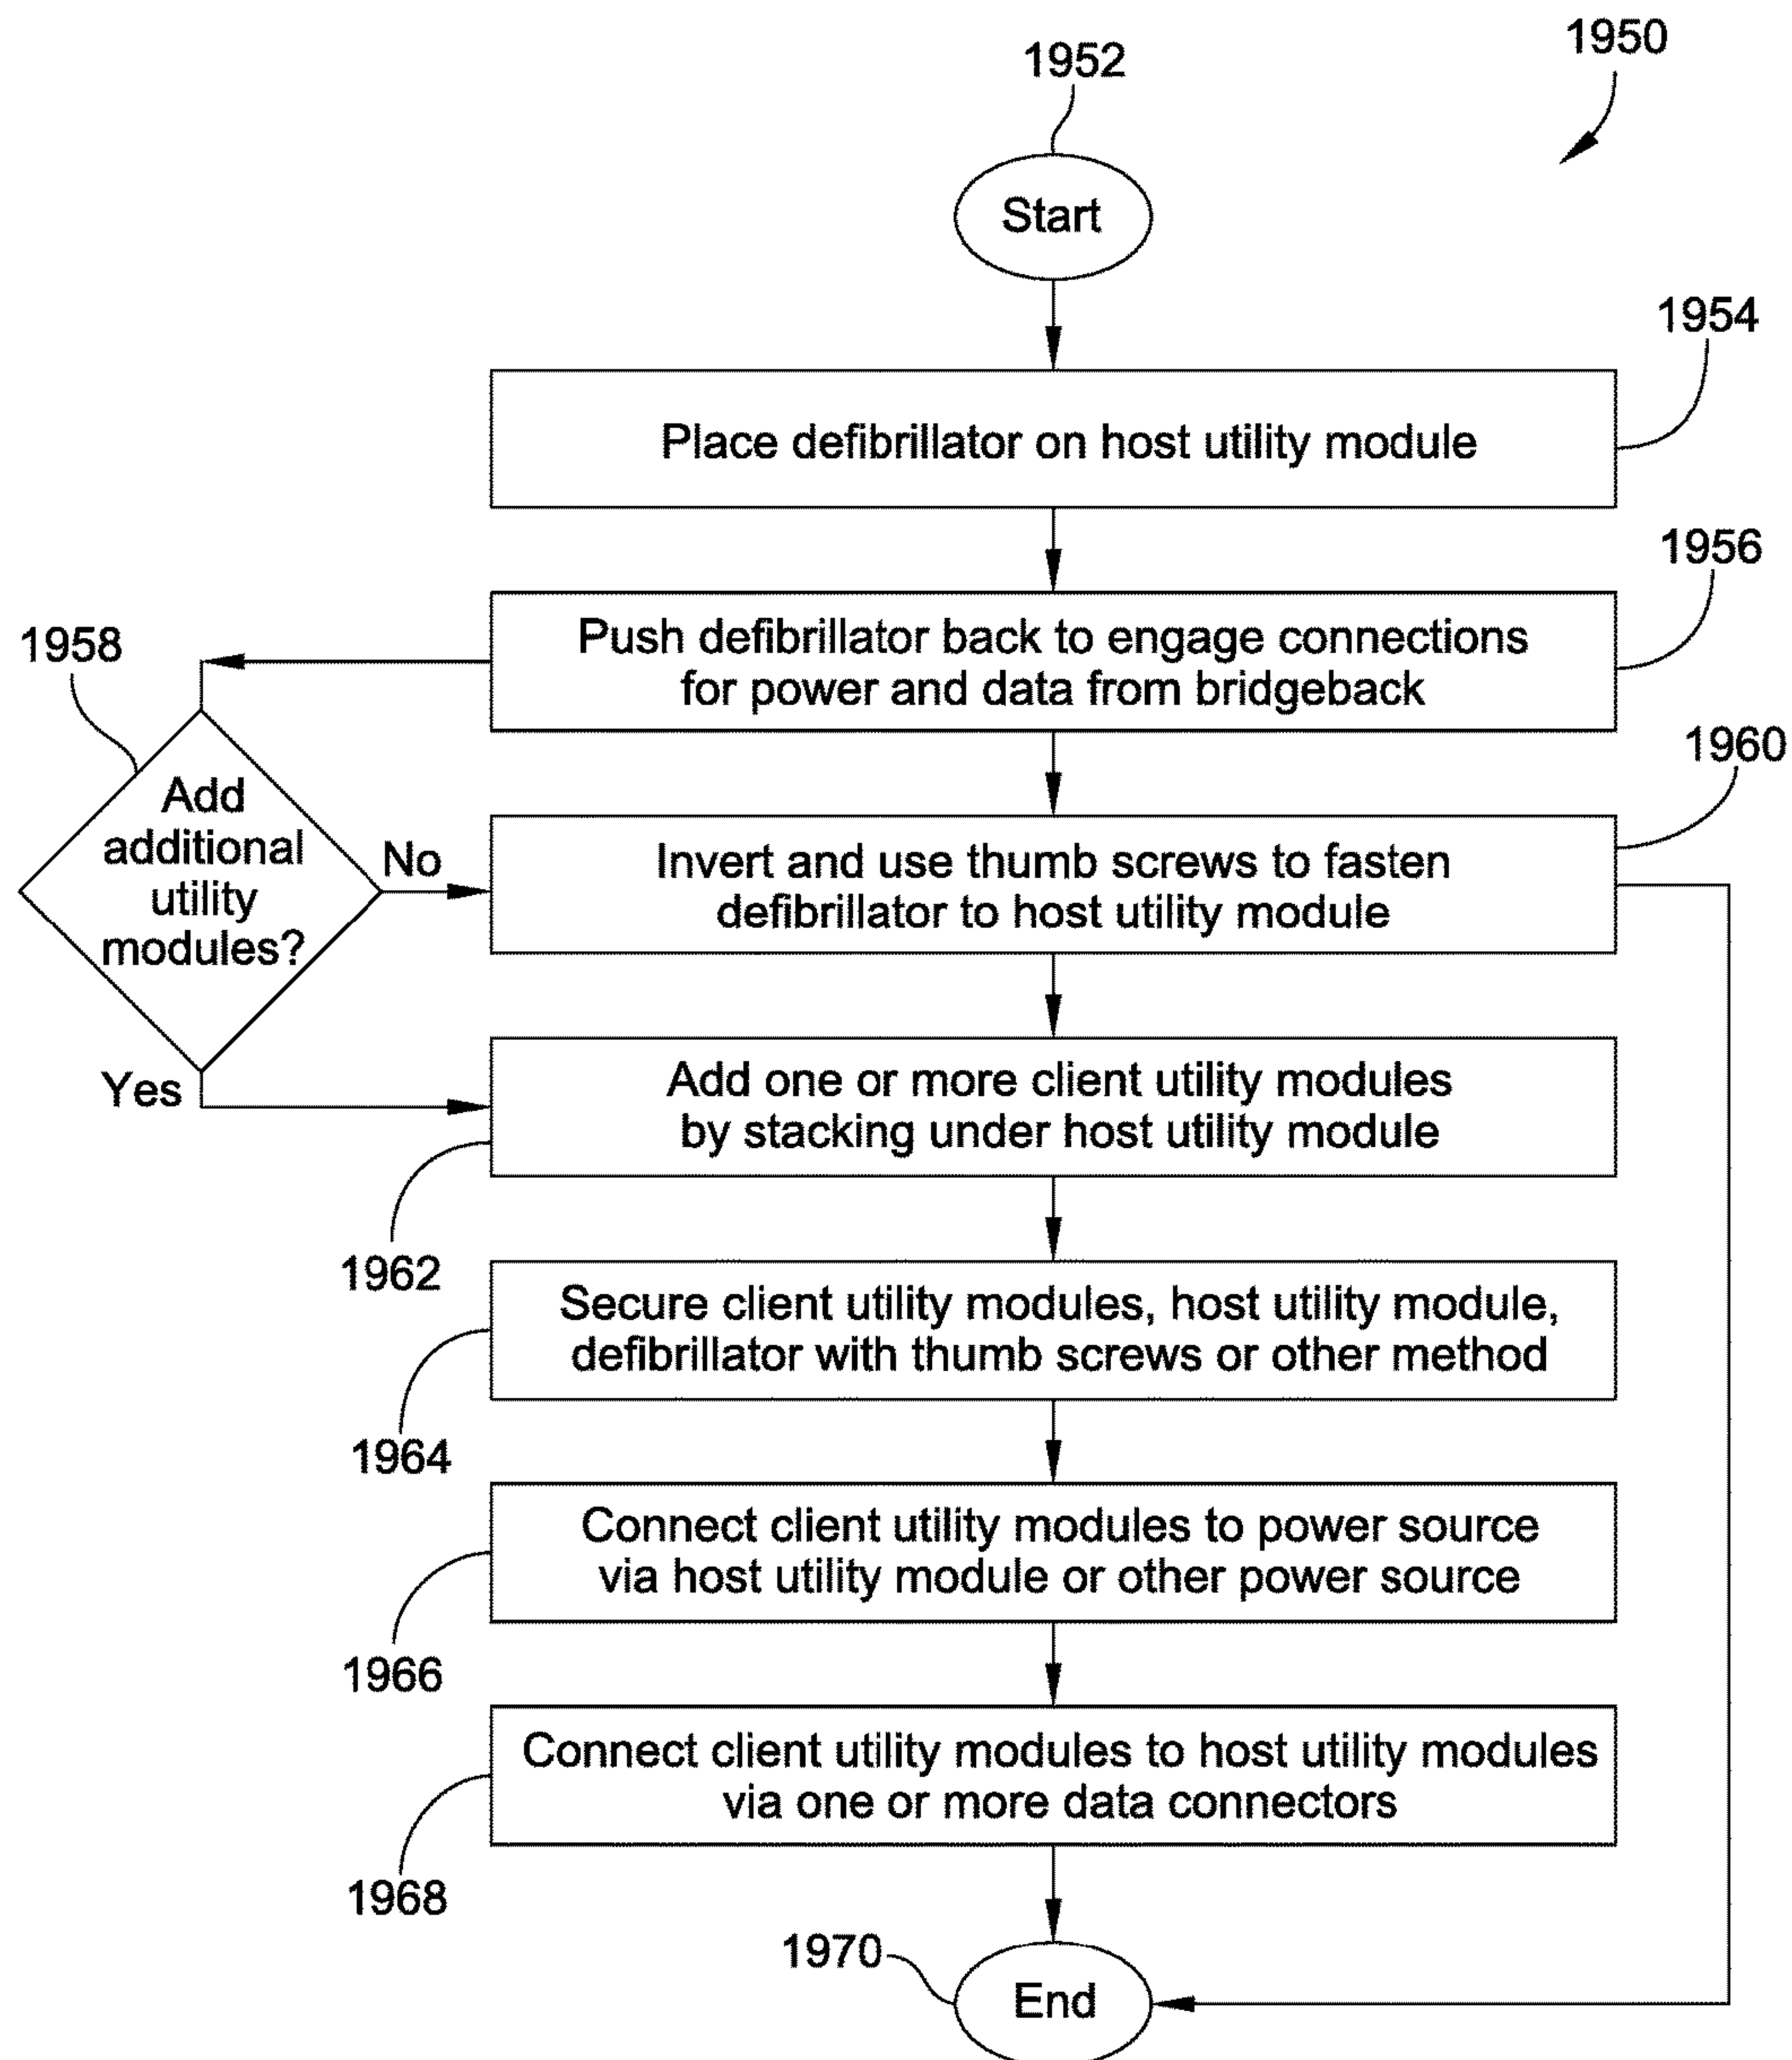 1950
1952
Start
1954
Place defibrillator on host utility module
1956
Push defibrillator back to engage connections
for power and data from bridgeback
1958
Add
additional
utility
modules?
No
Yes
1960
Invert and use thumb screws to fasten
defibrillator to host utility module
Add one or more client utility modules
by stacking under host utility module
1962
Secure client utility modules, host utility module,
defibrillator with thumb screws or other method
1964
Connect client utility modules to power source
via host utility module or other power source
1966
Connect client utility modules to host utility modules
via one or more data connectors
1968
1970
End